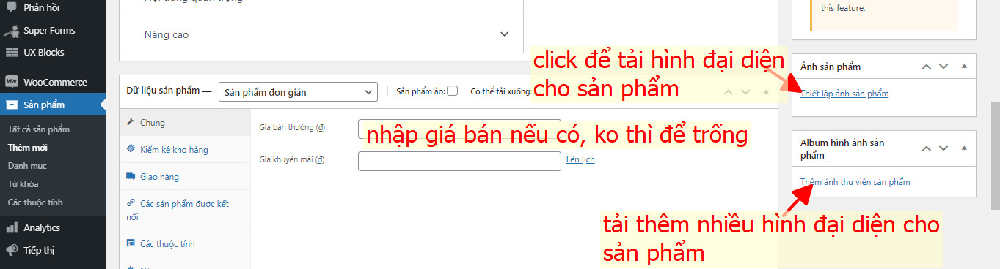 Phản hồi
Super Forms
UX Blocks
WooCommerce
Sản phẩm
Tất cả sản phẩm
Thêm mới
Danh mục
Từ khóa
Các thuộc tính
Analytics
Tiếp thị
Nội dung quan trọng
Nâng cao
this feature.
click để tải hình đại diện
cho sản phẩm
Dữ liệu sản phẩm — Sản phẩm đơn giản Sản phẩm ảo: Có thể tải xuống:
Chung
Kiểm kê kho hàng
Giao hàng
Các sản phẩm được kết
nối
Các thuộc tính
Giá bán thường (₫)
nhập giá bán nếu có, ko thì để trống
Giá khuyến mãi (₫) Lên lịch
Ảnh sản phẩm
Thiết lập ảnh sản phẩm
Album hình ảnh sản
phẩm
Thêm ảnh thư viện sản phẩm
tải thêm nhiều hình đại diện cho
sản phẩm